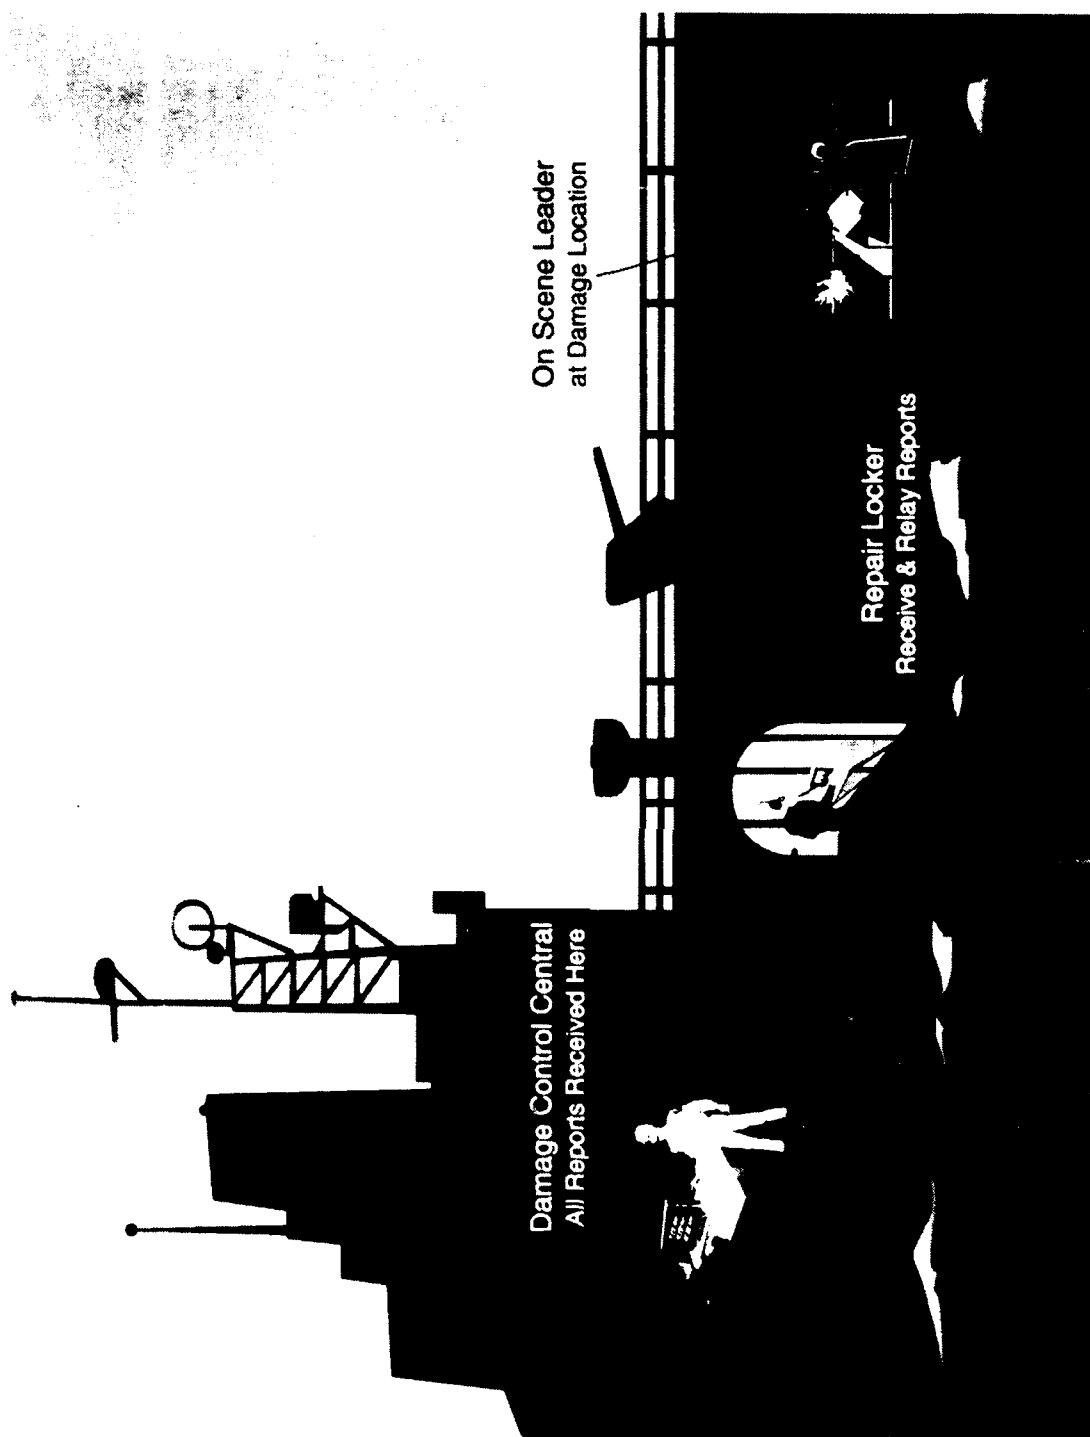 Damage Control Central
All Reports Received Here
On Scene Leader
at Damage Location
Repair Locker
Receive & Relay Reports